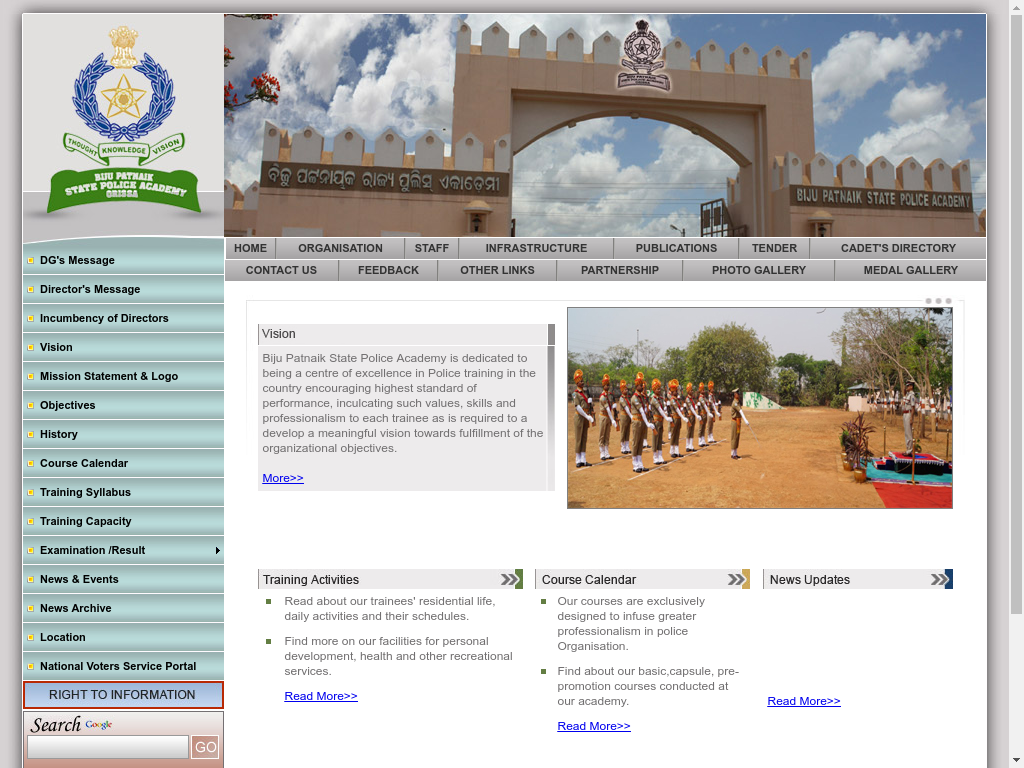 THOUGHT KNOWLEDGE VISION
BIJU PATNAIK
STATE POLICE ACADEMY
ORISSA
BIJU PATNAIK
STATE POLICE ACADEMY
ବିଜୁ ପଟ୍ଟନାୟକ ରାଜ୍ୟ ପୁଲିସ୍ ଏକାଡେମୀ
BIJU PATNAIK STATE POLICE ACADEMY
HOME ORGANISATION STAFF INFRASTRUCTURE PUBLICATIONS TENDER CADET'S DIRECTORY
CONTACT US FEEDBACK OTHER LINKS PARTNERSHIP PHOTO GALLERY MEDAL GALLERY
DG's Message
Director's Message
Incumbency of Directors
Vision
Mission Statement & Logo
Objectives
History
Course Calendar
Training Syllabus
Training Capacity
Examination /Result
News & Events
News Archive
Location
National Voters Service Portal
RIGHT TO INFORMATION
Search Google
GO
Vision
Biju Patnaik State Police Academy is dedicated to
being a centre of excellence in Police training in the
country encouraging highest standard of
performance, inculcating such values, skills and
professionalism to each trainee as is required to a
develop a meaningful vision towards fulfillment of the
organizational objectives.
More>>
Training Activities
Read about our trainees' residential life,
daily activities and their schedules.
Find more on our facilities for personal
development, health and other recreational
services.
Read More>>
Course Calendar
Our courses are exclusively
designed to infuse greater
professionalism in police
Organisation.
Find about our basic,capsule, pre-
promotion courses conducted at
our academy.
Read More>>
News Updates
Read More>>